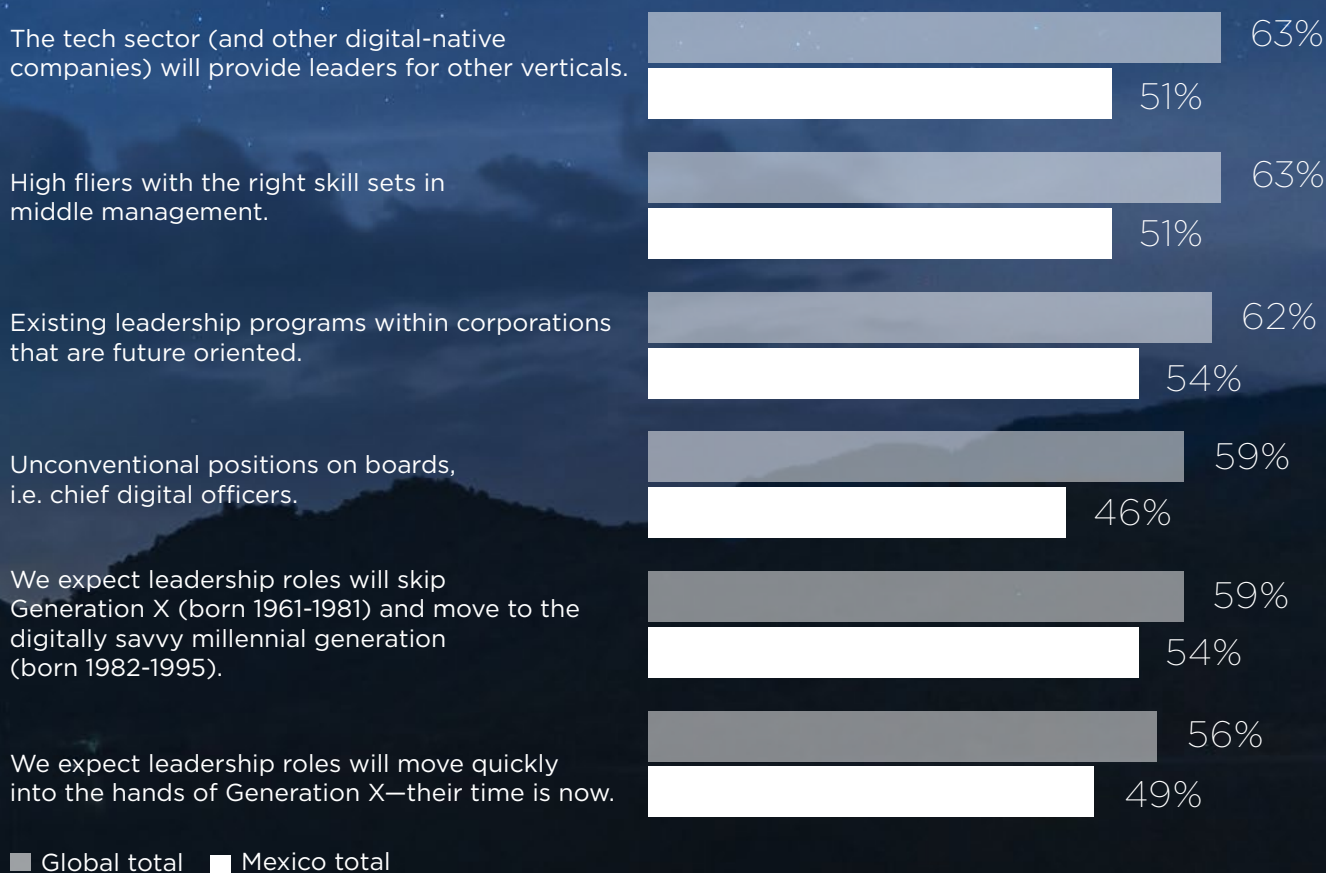 The tech sector (and other digital-native
companies) will provide leaders for other verticals.
63%
51%
High fliers with the right skill sets in
middle management.
63%
51%
Existing leadership programs within corporations
that are future oriented.
62%
54%
Unconventional positions on boards,
i.e. chief digital officers.
59%
46%
We expect leadership roles will skip
Generation X (born 1961-1981) and move to the
digitally savvy millennial generation
(born 1982-1995).
59%
54%
We expect leadership roles will move quickly
into the hands of Generation X—their time is now.
56%
49%
Global total Mexico total